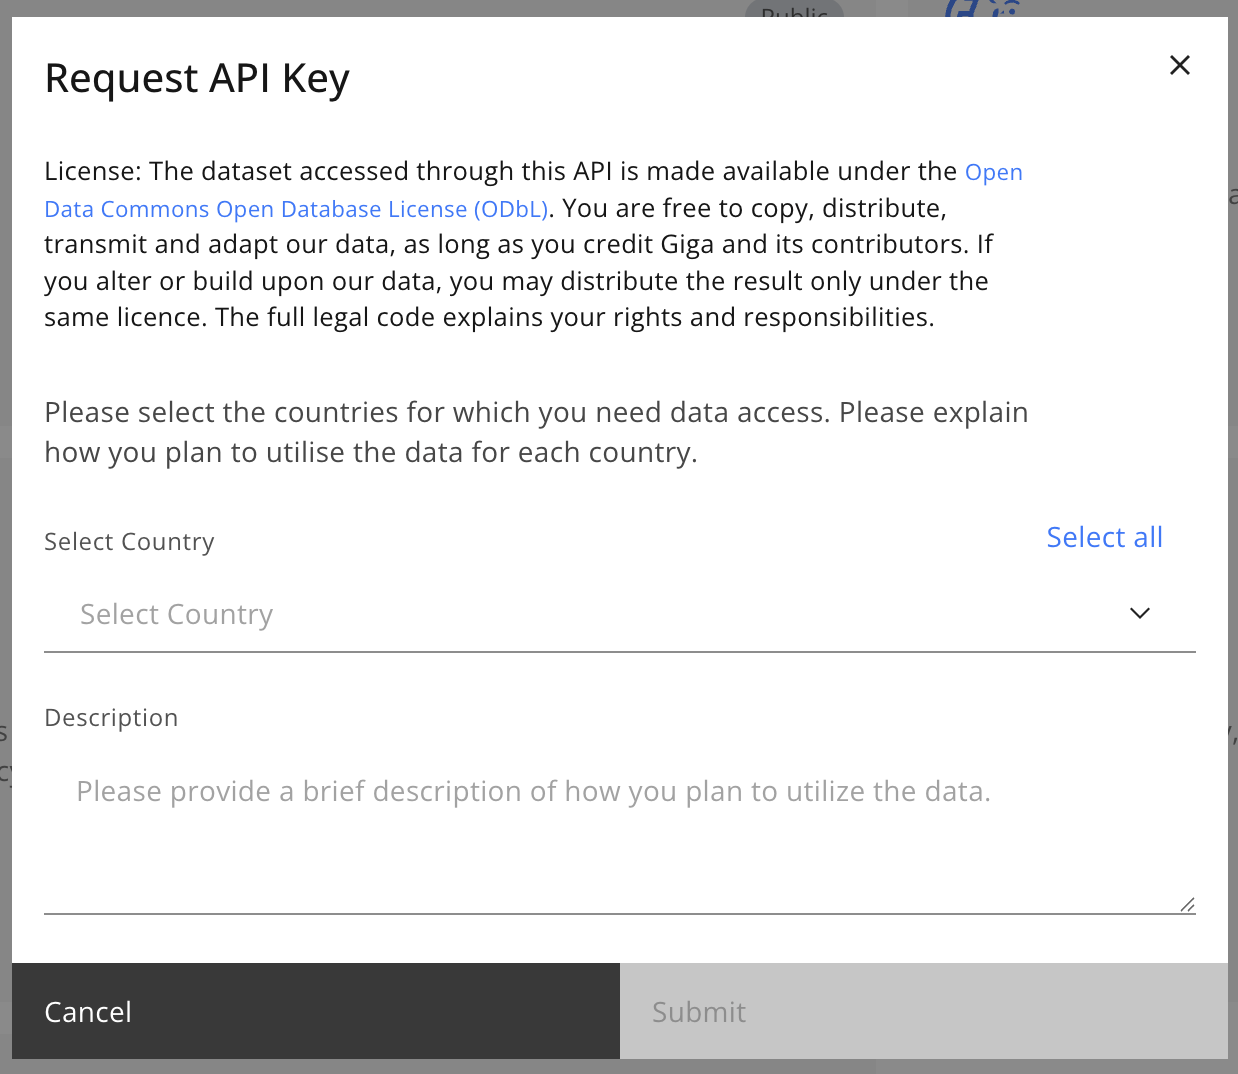 Public
Request API Key
License: The dataset accessed through this API is made available under the Open
Data Commons Open Database License (ODbL). You are free to copy, distribute,
transmit and adapt our data, as long as you credit Giga and its contributors. If
you alter or build upon our data, you may distribute the result only under the
same licence. The full legal code explains your rights and responsibilities.
Please select the countries for which you need data access. Please explain
how you plan to utilise the data for each country.
Select Country
Select all
Select Country
Description
Please provide a brief description of how you plan to utilize the data.
Cancel
Submit